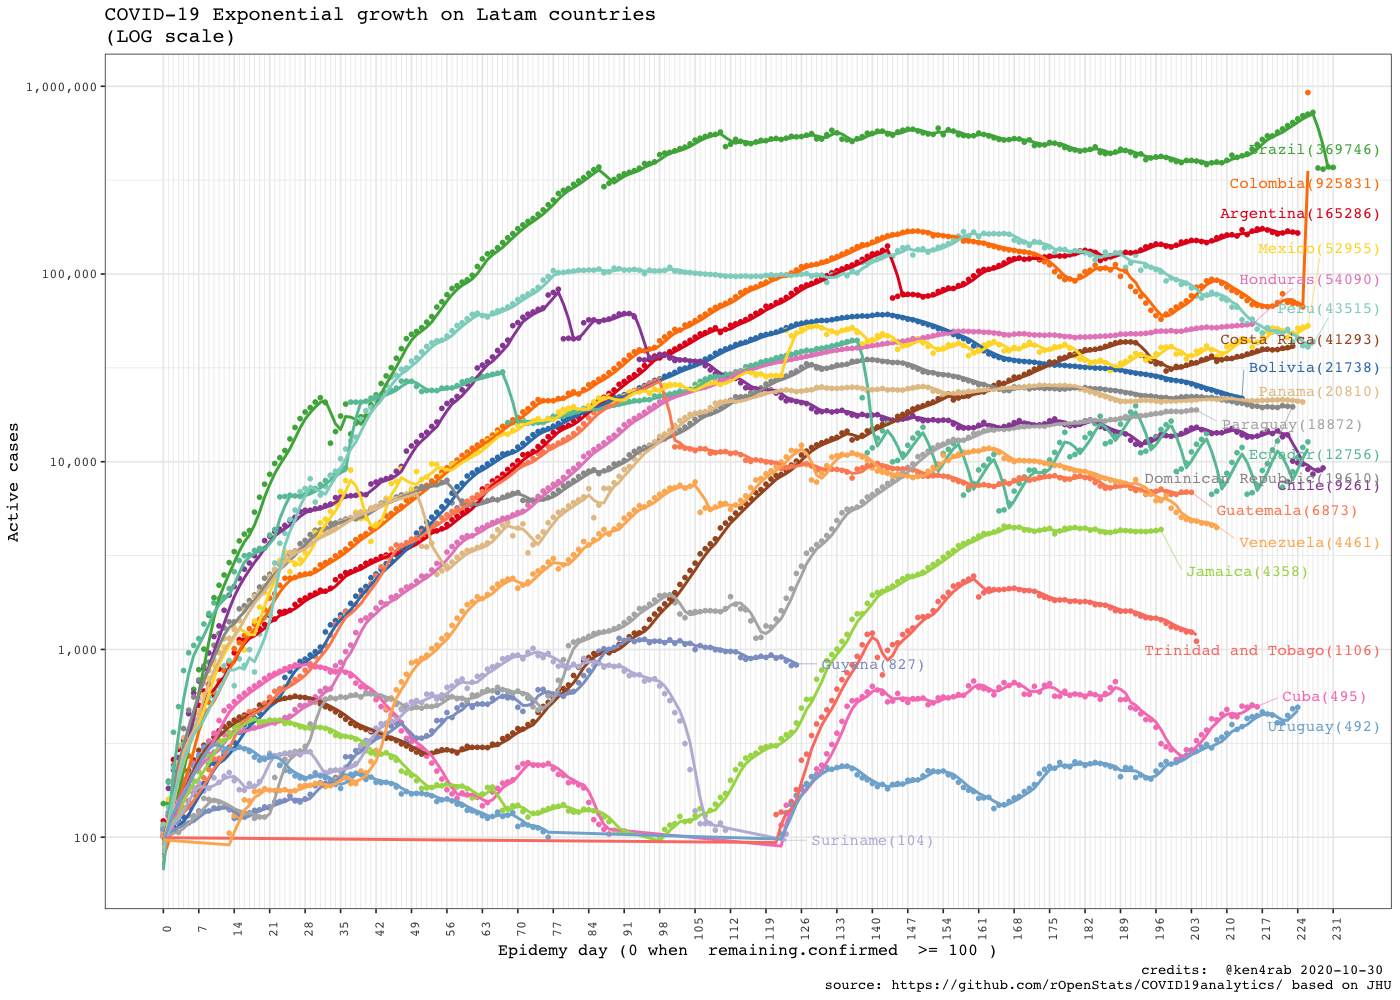 COVID-19 Exponential growth on Latam countries
(LOG scale)
1,000,000
100,000
10,000
1,000
100
Active cases
Brazil(369746)
Colombia(925831)
Argentina(165286)
Mexico(52955)
Honduras(54090)
Peru(43515)
Costa Rica(41293)
Bolivia(21738)
Panama(20810)
Paraguay(18872)
Ecuador(12756)
Dominican Republic(19610)
Chile(9261)
Guatemala(6873)
Venezuela(4461)
Jamaica(4358)
Trinidad and Tobago(1106)
Guyana(827)
Cuba(495)
Uruguay(492)
Suriname(104)
0 7 14 21 28 35 42 49 56 63 70 77 84 91 98 105 112 119 126 133 140 147 154 161 168 175 182 189 196 203 210 217 224 231
Epidemy day (0 when remaining.confirmed >= 100 )
credits: @ken4rab 2020-10-30
source: https://github.com/rOpenStats/COVID19analytics/ based on JHU